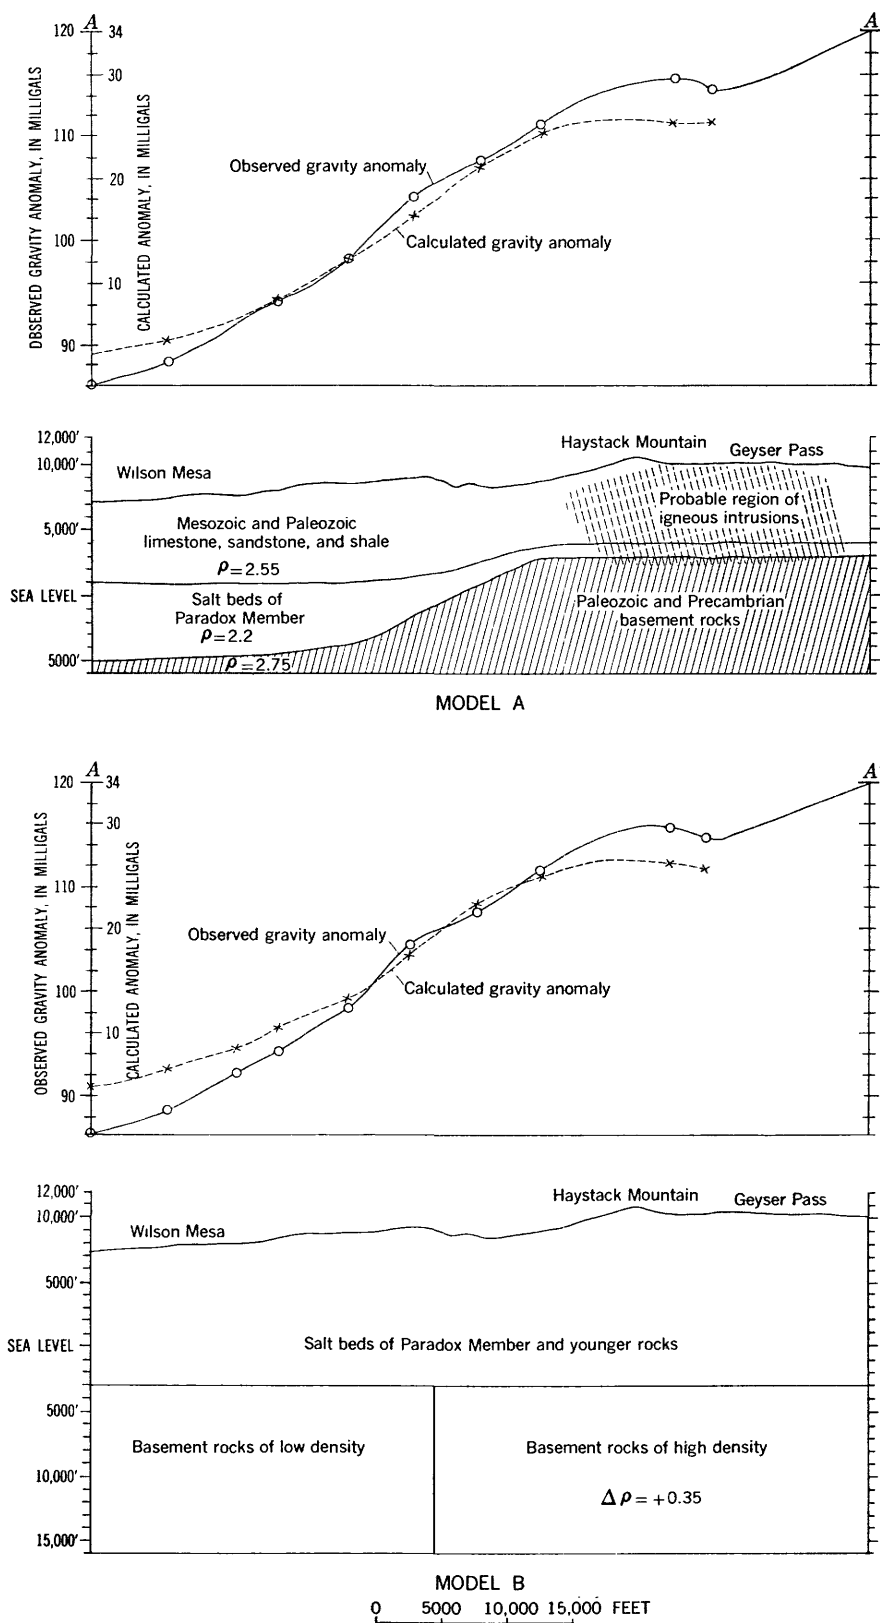 A
A
120
34
30
110
20
100
10
90
OBSERVED GRAVITY ANOMALY, IN MILLIGALS
CALCULATED ANOMALY, IN MILLIGALS
Observed gravity anomaly
Calculated gravity anomaly
12,000'
10,000'
5,000'
SEA LEVEL
5000'
Wilson Mesa
Haystack Mountain
Geyser Pass
Probable region of
igneous intrusions
Mesozoic and Paleozoic
limestone, sandstone, and shale
ρ=2.55
Salt beds of
Paradox Member
ρ=2.2
ρ=2.75
Paleozoic and Precambrian
basement rocks
MODEL A
A
A'
120
34
30
110
20
100
10
90
OBSERVED GRAVITY ANOMALY, IN MILLIGALS
CALCULATED ANOMALY, IN MILLIGALS
Observed gravity anomaly
Calculated gravity anomaly
12,000'
10,000'
5000'
SEA LEVEL
5000'
10,000'
15,000'
Wilson Mesa
Haystack Mountain
Geyser Pass
Salt beds of Paradox Member and younger rocks
Basement rocks of low density
Basement rocks of high density
Δρ=+0.35
MODEL B
0 5000 10,000 15,000 FEET